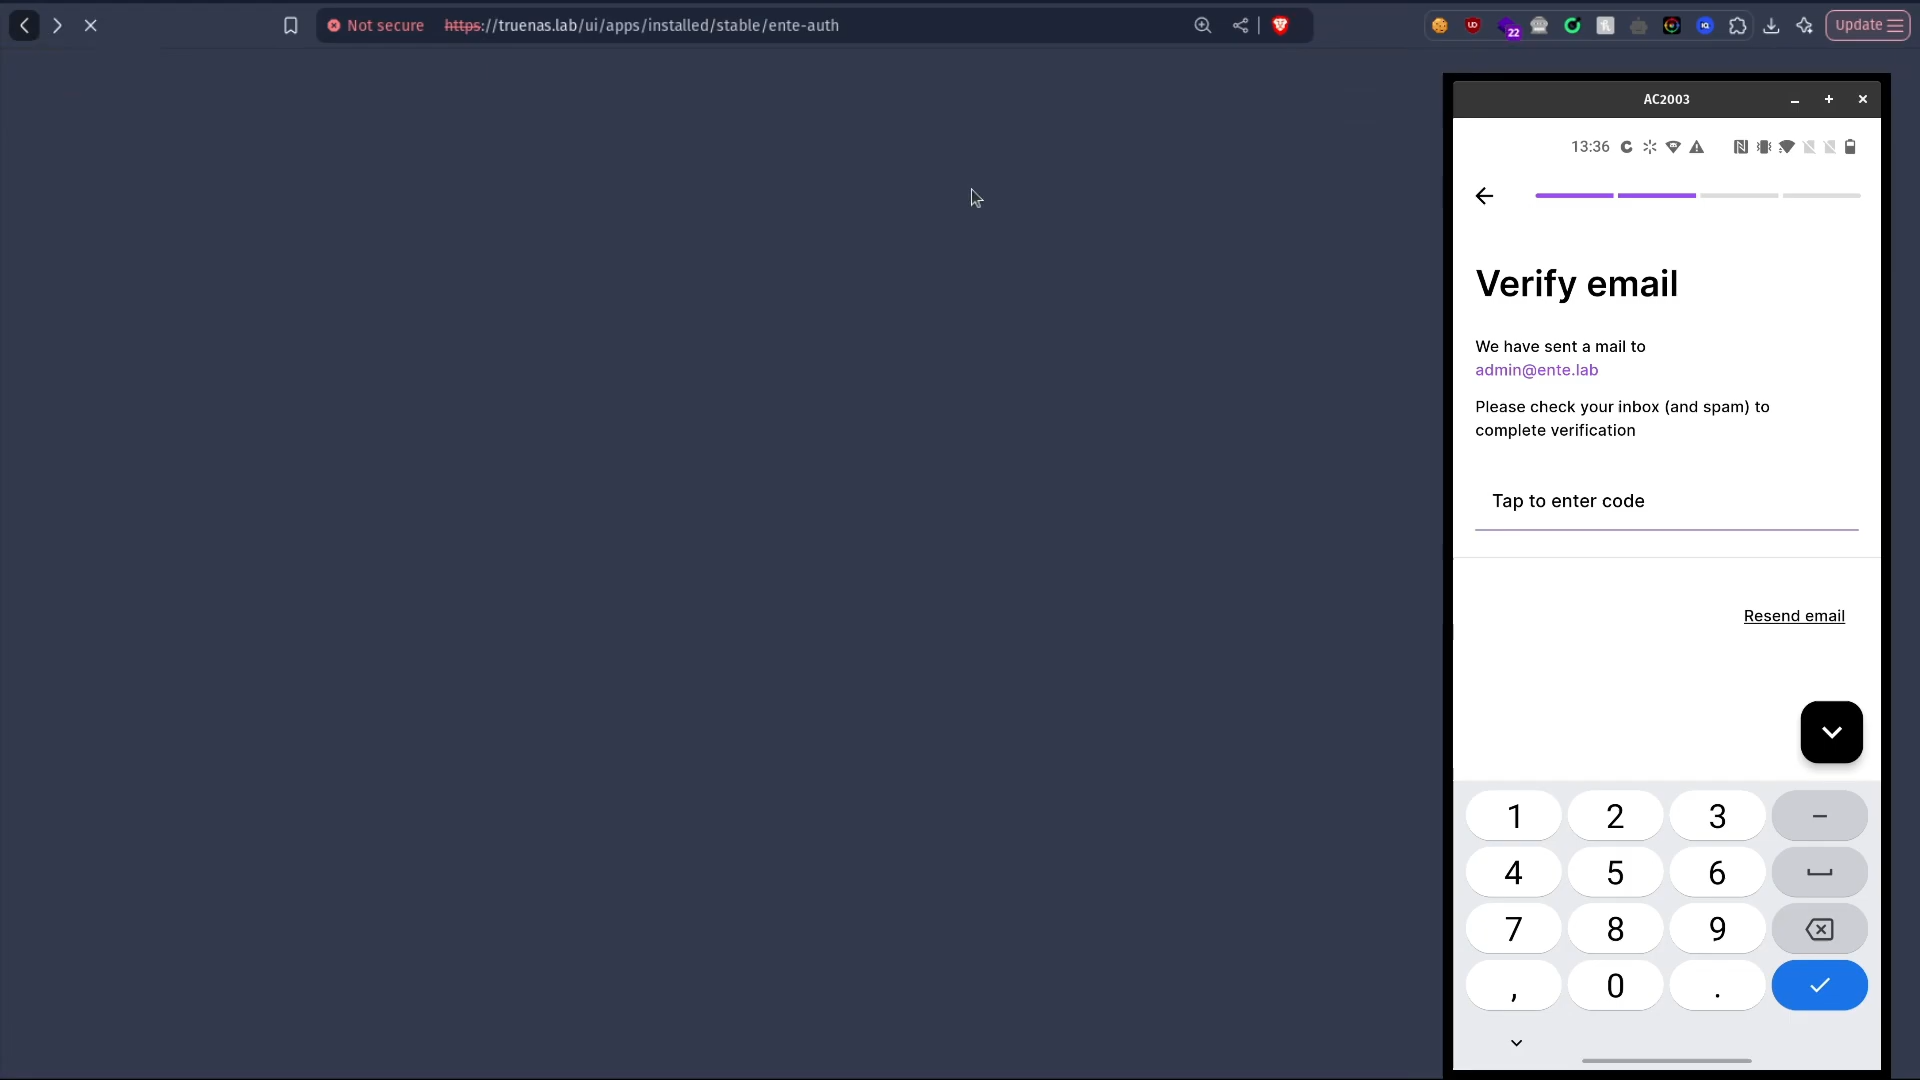 Not secure
https://truenas.lab/ui/apps/installed/stable/ente-auth
22
Update
AC2003
13:36
Verify email
We have sent a mail to
admin@ente.lab
Please check your inbox (and spam) to
complete verification
Tap to enter code
Resend email
1 2 3 –
4 5 6
7 8 9
, 0 .